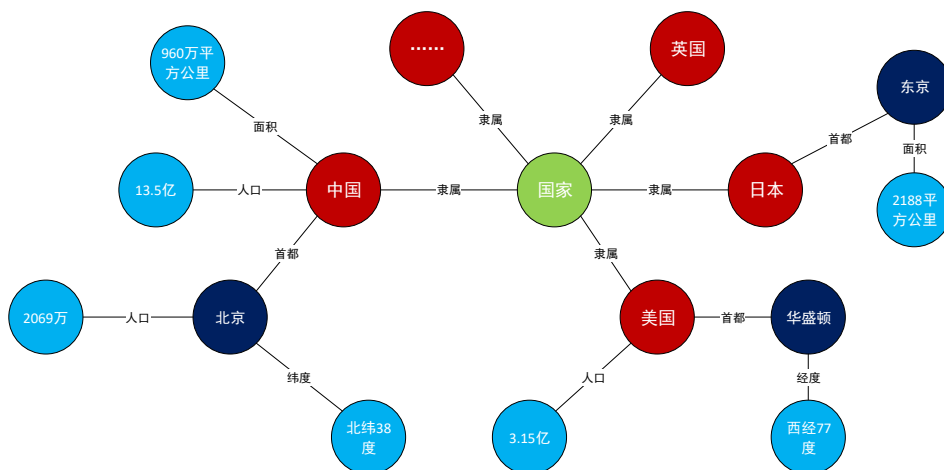 960万平
方公里
……
英国
东京
面积
隶属
隶属
首都
面积
13.5亿
人口
中国
隶属
国家
隶属
日本
2188平
方公里
首都
隶属
2069万
人口
北京
美国
首都
华盛顿
纬度
人口
经度
北纬38
度
3.15亿
西经77
度